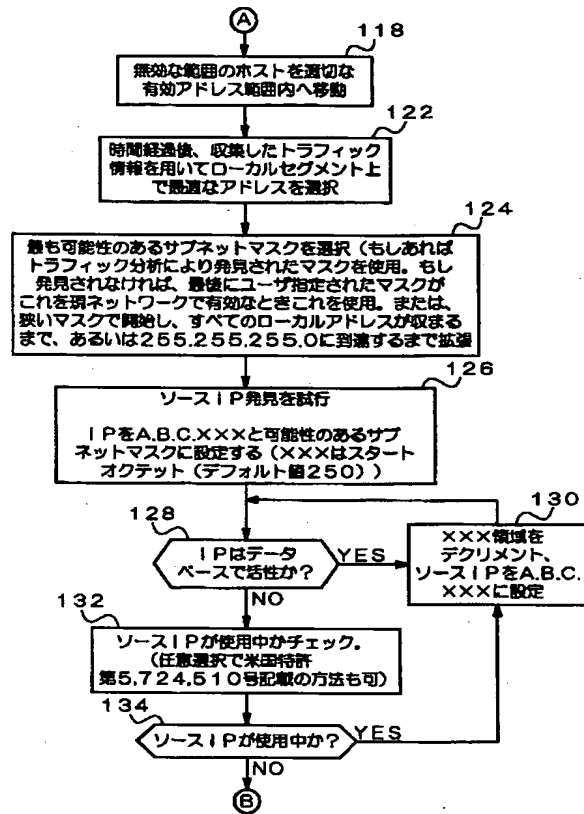 A
118
無効な範囲のホストを適切な
有効アドレス範囲内へ移動
122
時間経過後、収集したトラフィック
情報を用いてローカルセグメント上
で最適なアドレスを選択
124
最も可能性のあるサブネットマスクを選択（もしあれば
トラフィック分析により発見されたマスクを使用。もし
発見されなければ、最後にユーザ指定されたマスクが
これを現ネットワークで有効なときこれを使用。または、
狭いマスクで開始し、すべてのローカルアドレスが収まる
まで、あるいは255.255.255.0に到達するまで拡張
126
ソースIP発見を試行
IPをA.B.C.×××と可能性のあるサブ
ネットマスクに設定する（×××はスタート
オクテット（デフォルト値250））
128
IPはデータ
ベースで活性か？
YES
NO
130
×××領域を
デクリメント、
ソースIPをA.B.C.
×××に設定
132
ソースIPが使用中かチェック。
（任意選択で米国特許
第5,724,510号記載の方法も可）
134
ソースIPが使用中か？
YES
NO
B